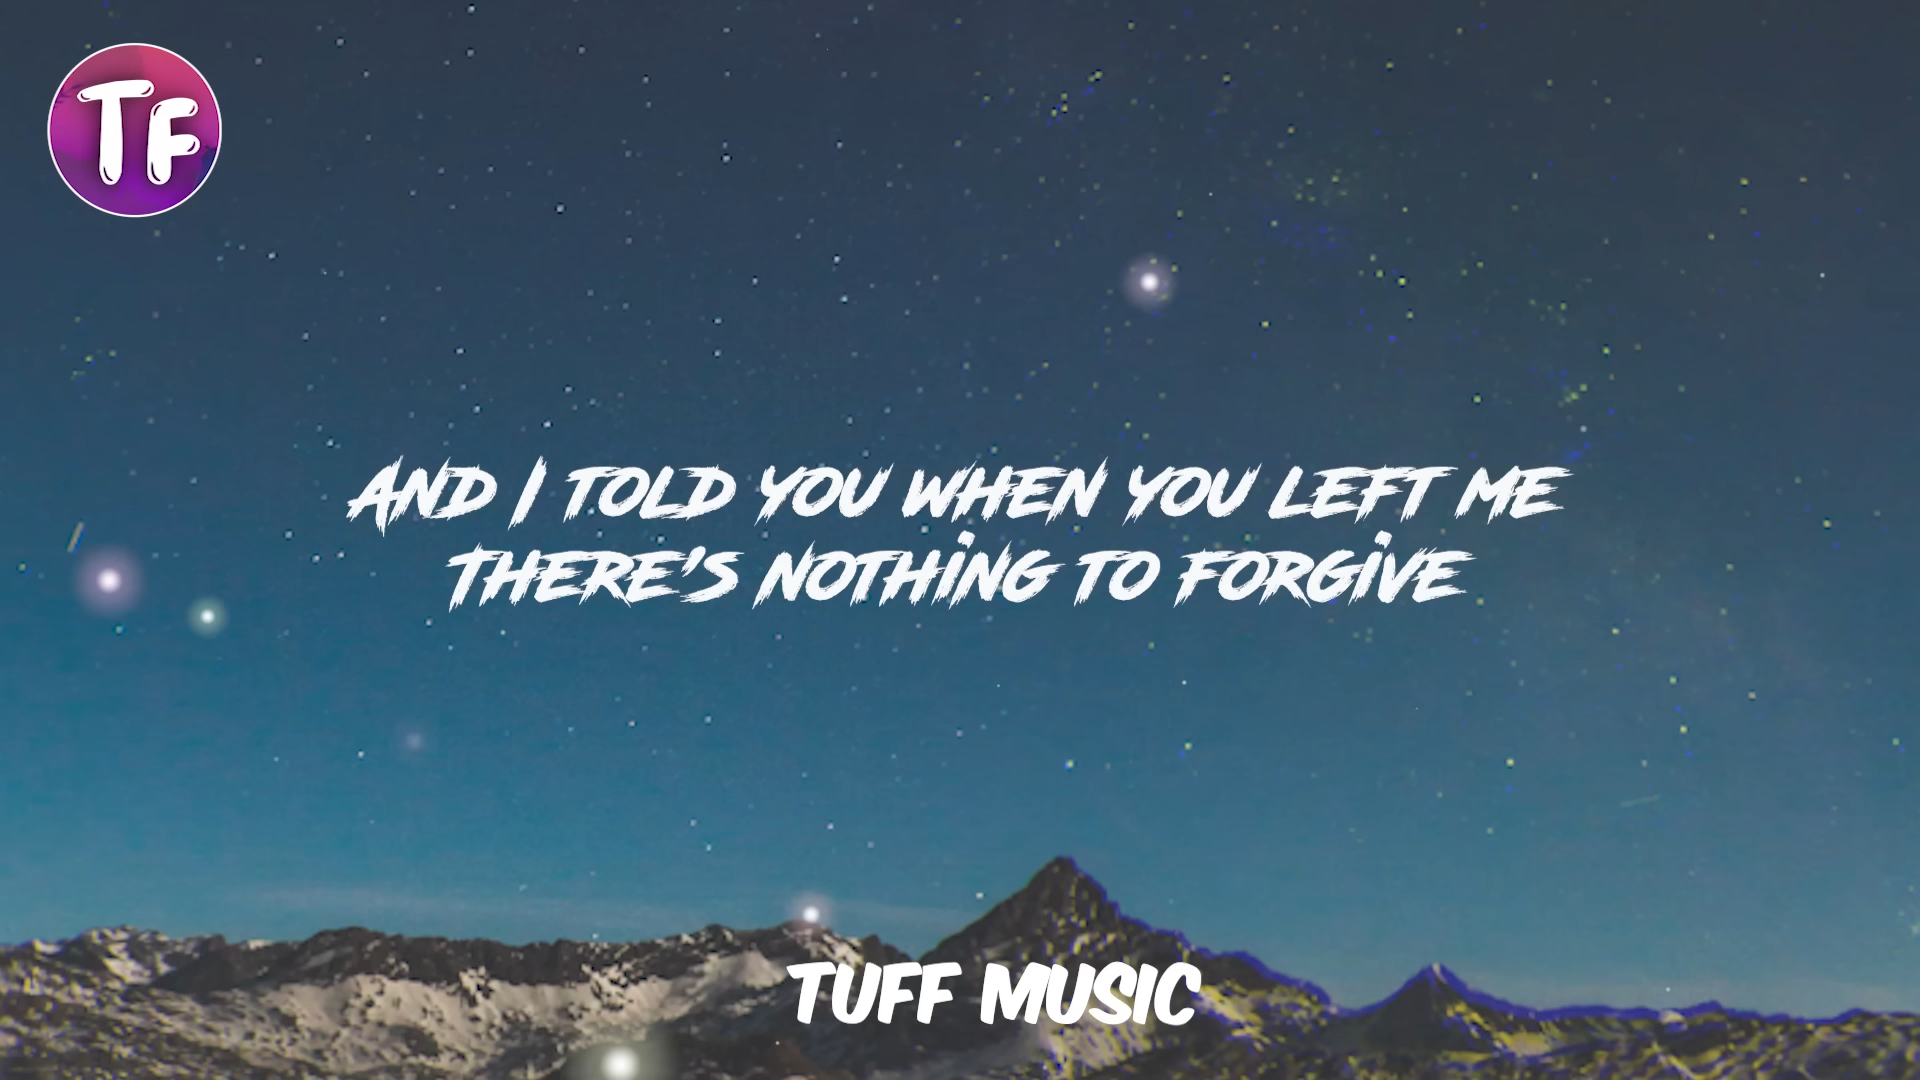 TF
AND I TOLD YOU WHEN YOU LEFT ME
THERE'S NOTHING TO FORGIVE
TUFF MUSIC